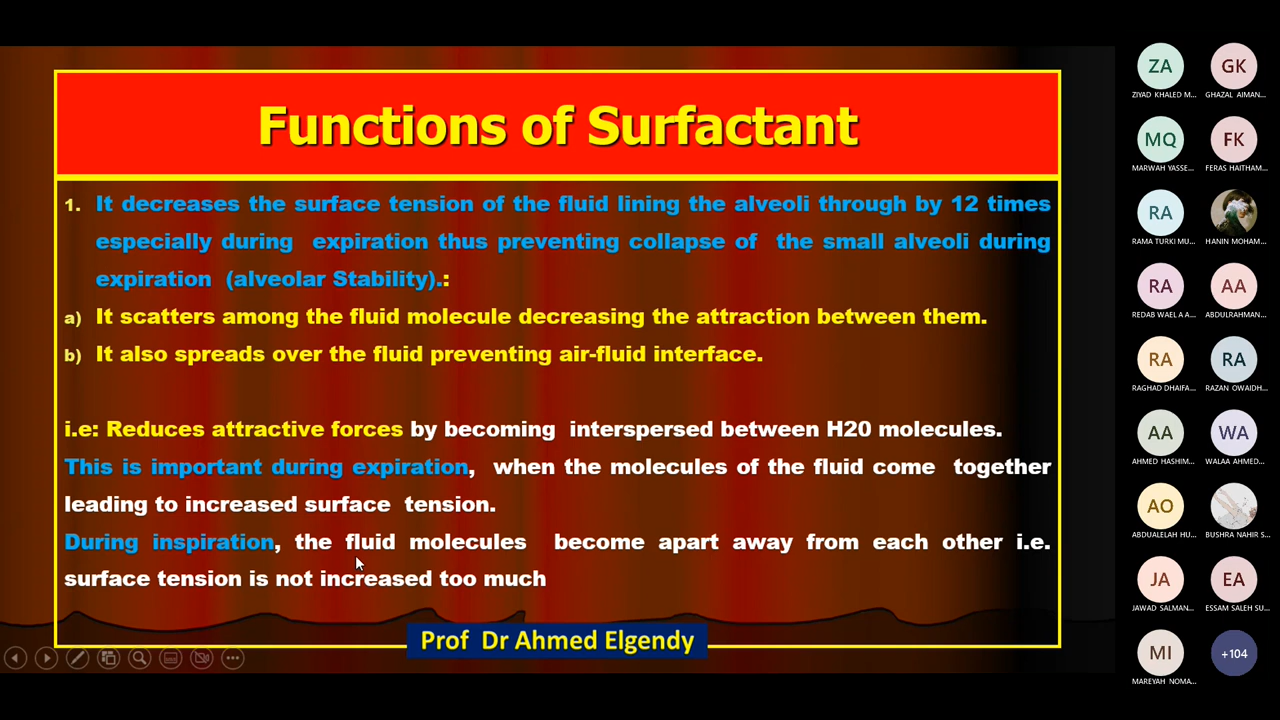 Functions of Surfactant
1. It decreases the surface tension of the fluid lining the alveoli through by 12 times
especially during expiration thus preventing collapse of the small alveoli during
expiration (alveolar Stability).:
a) It scatters among the fluid molecule decreasing the attraction between them.
b) It also spreads over the fluid preventing air-fluid interface.
i.e: Reduces attractive forces by becoming interspersed between H20 molecules.
This is important during expiration, when the molecules of the fluid come together
leading to increased surface tension.
During inspiration, the fluid molecules become apart away from each other i.e.
surface tension is not increased too much
Prof Dr Ahmed Elgendy
ZA GK
ZIYAD KHALED M... GHAZAL AIMAN...
MQ FK
MARWAH YASSE... FERAS HAITHAM...
RA
RAMA TURKI MU... HANIN MOHAM...
RA AA
REDAB WAEL A A... ABDULRAHMAN...
RA RA
RAGHAD DHAIFA... RAZAN OWAIDH...
AA WA
AHMED HASHIM... WALAA AHMED...
AO
ABDUALELAH HU... BUSHRA NAHIR S...
JA EA
JAWAD SALMAN... ESSAM SALEH SU...
MI +104
MAREYAH NOMA...